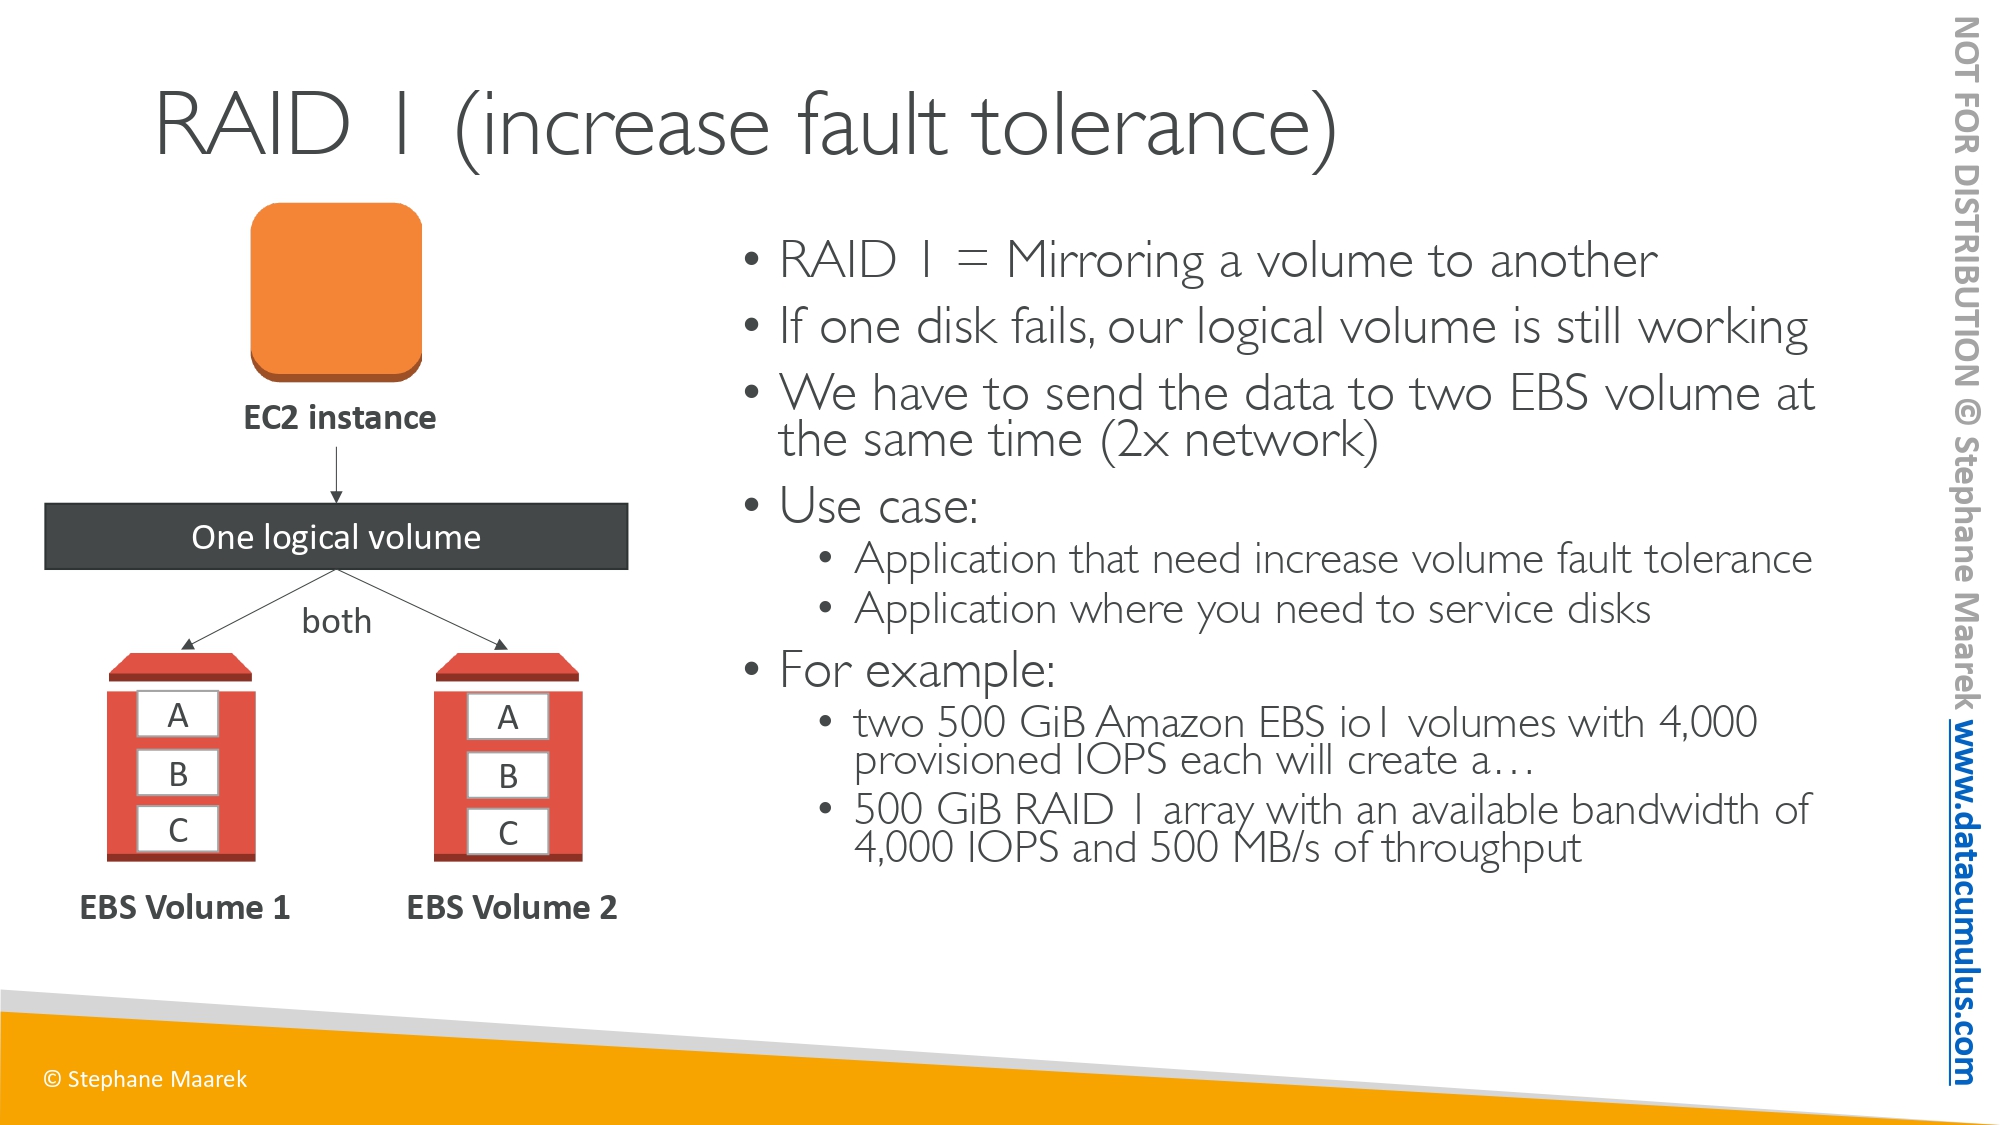 RAID 1 (increase fault tolerance)
EC2 instance
One logical volume
both
A
B
C
A
B
C
EBS Volume 1
EBS Volume 2
• RAID 1 = Mirroring a volume to another
• If one disk fails, our logical volume is still working
• We have to send the data to two EBS volume at
the same time (2x network)
• Use case:
• Application that need increase volume fault tolerance
• Application where you need to service disks
• For example:
• two 500 GiB Amazon EBS io1 volumes with 4,000
provisioned IOPS each will create a…
• 500 GiB RAID 1 array with an available bandwidth of
4,000 IOPS and 500 MB/s of throughput
© Stephane Maarek
NOT FOR DISTRIBUTION © Stephane Maarek www.datacumulus.com